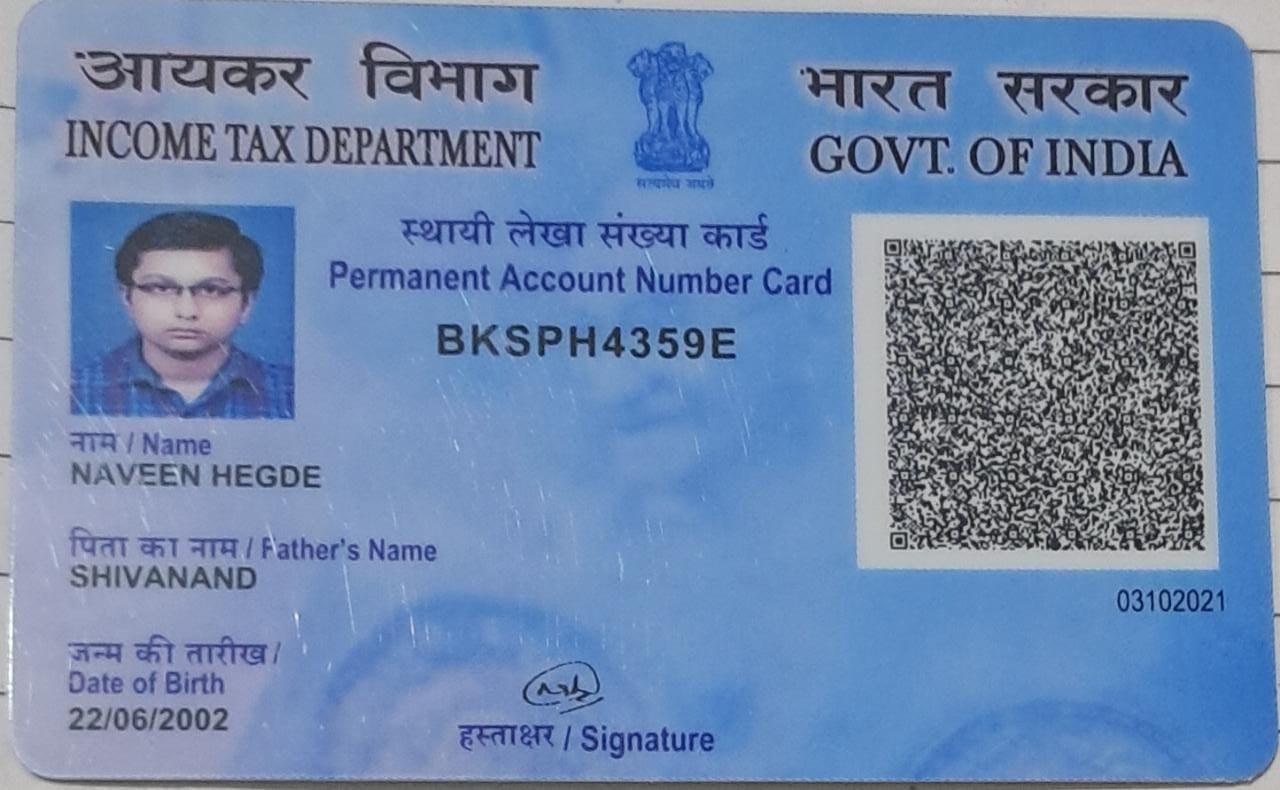 आयकर विभाग
INCOME TAX DEPARTMENT
सत्यमेव जयते
भारत सरकार
GOVT. OF INDIA
स्थायी लेखा संख्या कार्ड
Permanent Account Number Card
BKSPH4359E
नाम / Name
NAVEEN HEGDE
पिता का नाम / Father's Name
SHIVANAND
03102021
जन्म की तारीख /
Date of Birth
22/06/2002
हस्ताक्षर / Signature